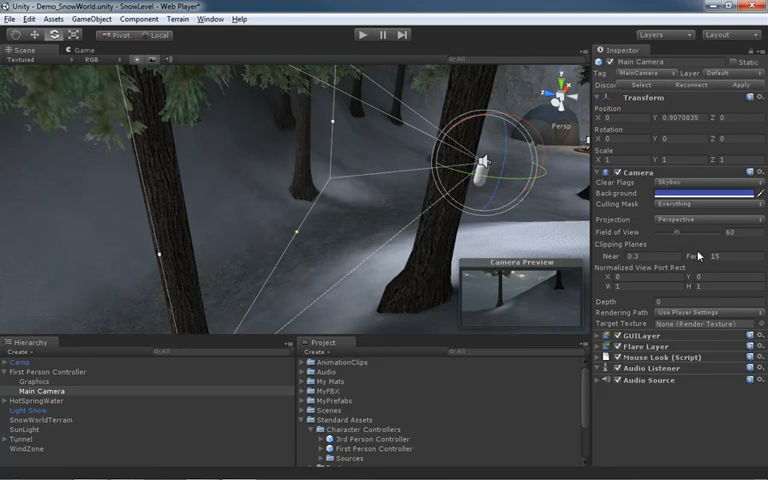 Unity - Demo_SnowWorld.unity - SnowLevel - Web Player*
File Edit Assets GameObject Component Terrain Window Help
Pivot Local Layers Layout
Scene Game
Textured RGB All
y
x
z
Persp
Camera Preview
Inspector
Main Camera Static
Tag MainCamera Layer Default
Select Reconnect Apply
Transform
Position
X 0 Y 0.9070835 Z 0
Rotation
X 0 Y 0 Z 0
Scale
X 1 Y 1 Z 1
Camera
Clear Flags Skybox
Background
Culling Mask Everything
Projection Perspective
Field of View 60
Clipping Planes
Near 0.3 Far 15
Normalized View Port Rect
X 0 Y 0
W 1 H 1
Depth 0
Rendering Path Use Player Settings
Target Texture None (Render Texture)
GUILayer
Flare Layer
Mouse Look (Script)
Audio Listener
Audio Source
Hierarchy
Create All
Camp
First Person Controller
Graphics
Main Camera
HotSpringWater
Light Snow
SnowWorldTerrain
SunLight
Tunnel
WindZone
Project
Create All
AnimationClips
Audio
My Mats
MyFBX
MyPrefabs
Scenes
Standard Assets
Character Controllers
3rd Person Controller
First Person Controller
Sources